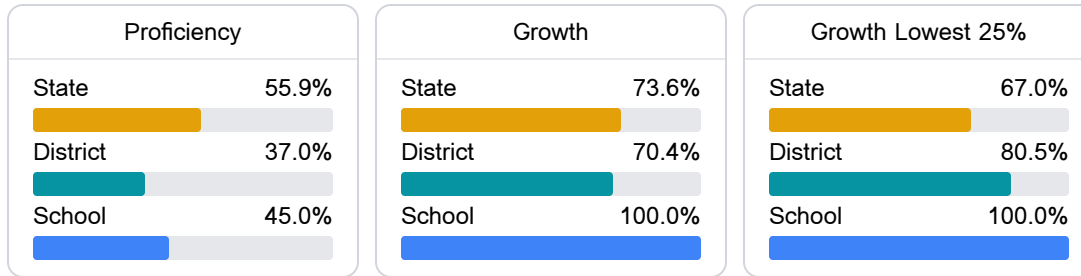 Proficiency
State 55.9%
District 37.0%
School 45.0%
Growth
State 73.6%
District 70.4%
School 100.0%
Growth Lowest 25%
State 67.0%
District 80.5%
School 100.0%